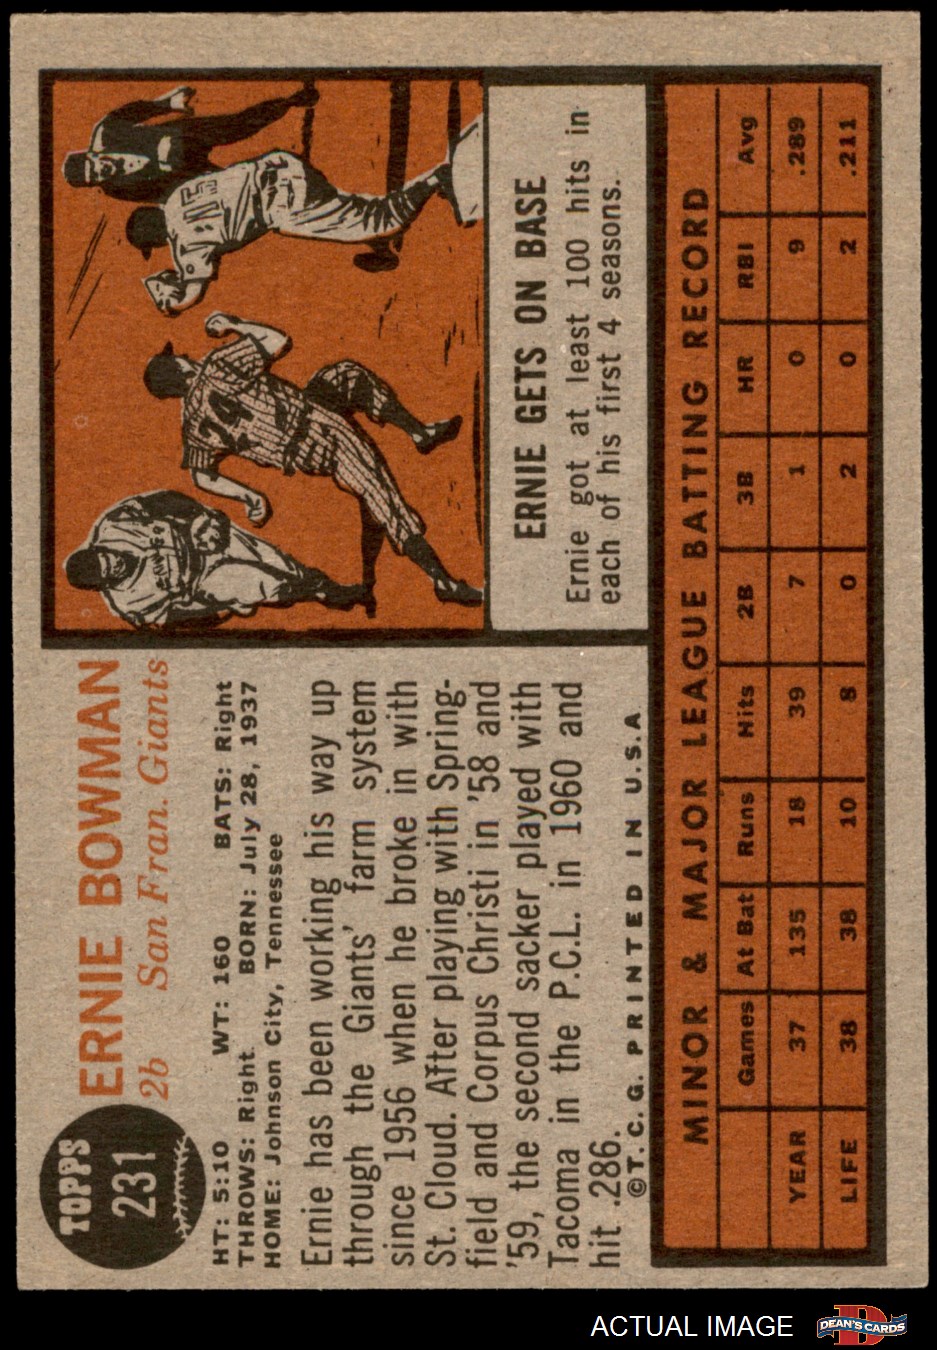 TOPPS
231
ERNIE BOWMAN
2b San Fran. Giants
HT: 5:10 WT: 160 BATS: Right
THROWS: Right. BORN: July 28, 1937
HOME: Johnson City, Tennessee
Ernie has been working his way up
through the Giants' farm system
since 1956 when he broke in with
St. Cloud. After playing with Spring-
field and Corpus Christi in '58 and
'59, the second sacker played with
Tacoma in the P.C.L. in 1960 and
hit .286.
©T. C. G. PRINTED IN U.S.A
24
ERNIE GETS ON BASE
Ernie got at least 100 hits in
each of his first 4 seasons.
MINOR & MAJOR LEAGUE BATTING RECORD
Games At Bat Runs Hits 2B 3B HR RBI Avg
YEAR 37 135 18 39 7 1 0 9 .289
LIFE 38 38 10 8 0 2 0 2 .211
ACTUAL IMAGE
D
DEAN'S CARDS